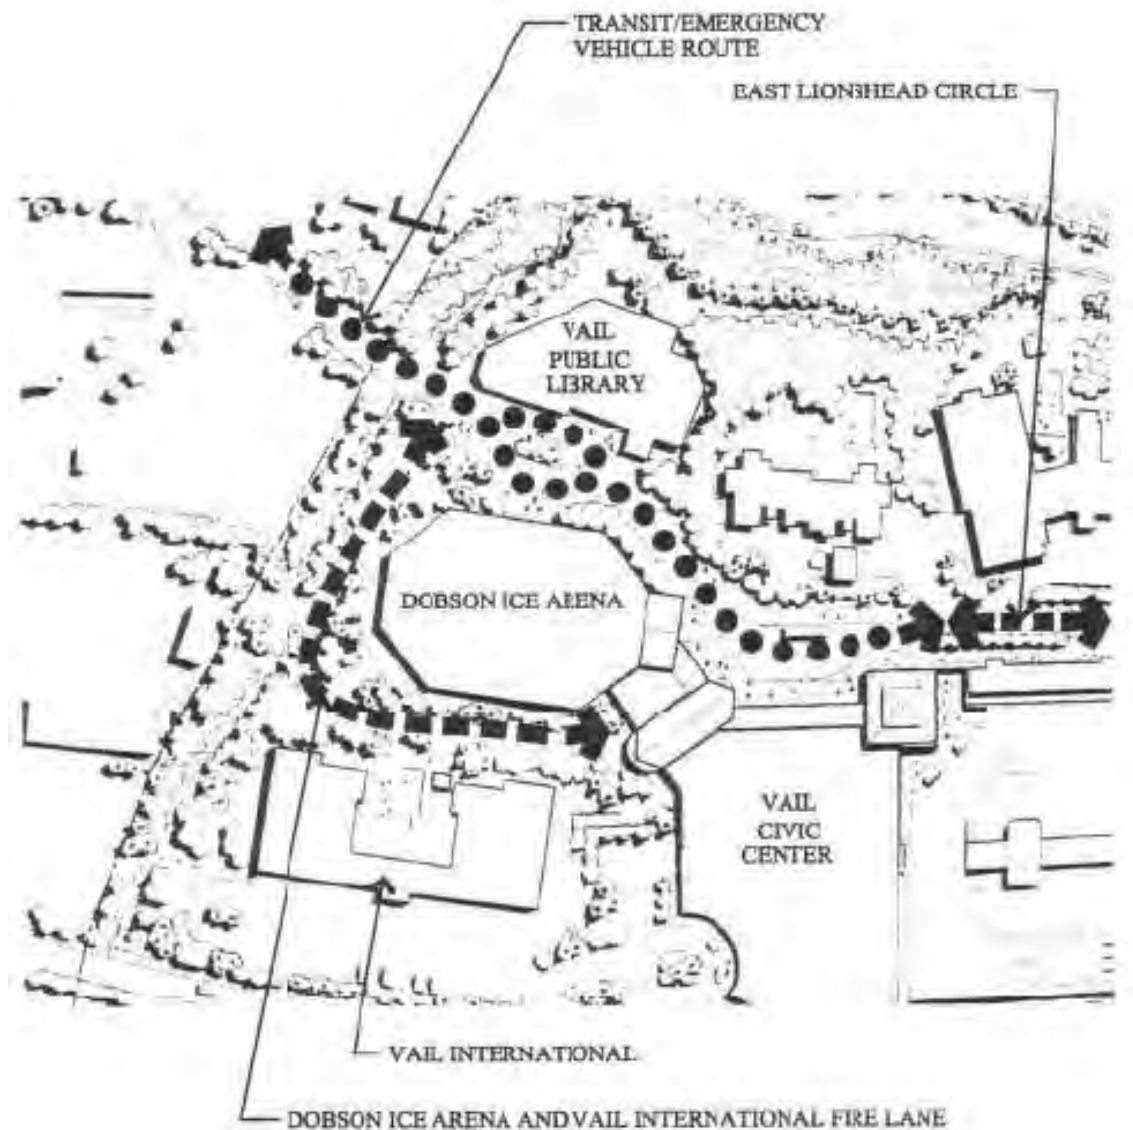 TRANSIT/EMERGENCY
VEHICLE ROUTE
EAST LIONSHEAD CIRCLE
VAIL
PUBLIC
LIBRARY
DOBSON ICE ARENA
VAIL
CIVIC
CENTER
VAIL INTERNATIONAL
DOBSON ICE ARENA AND VAIL INTERNATIONAL FIRE LANE